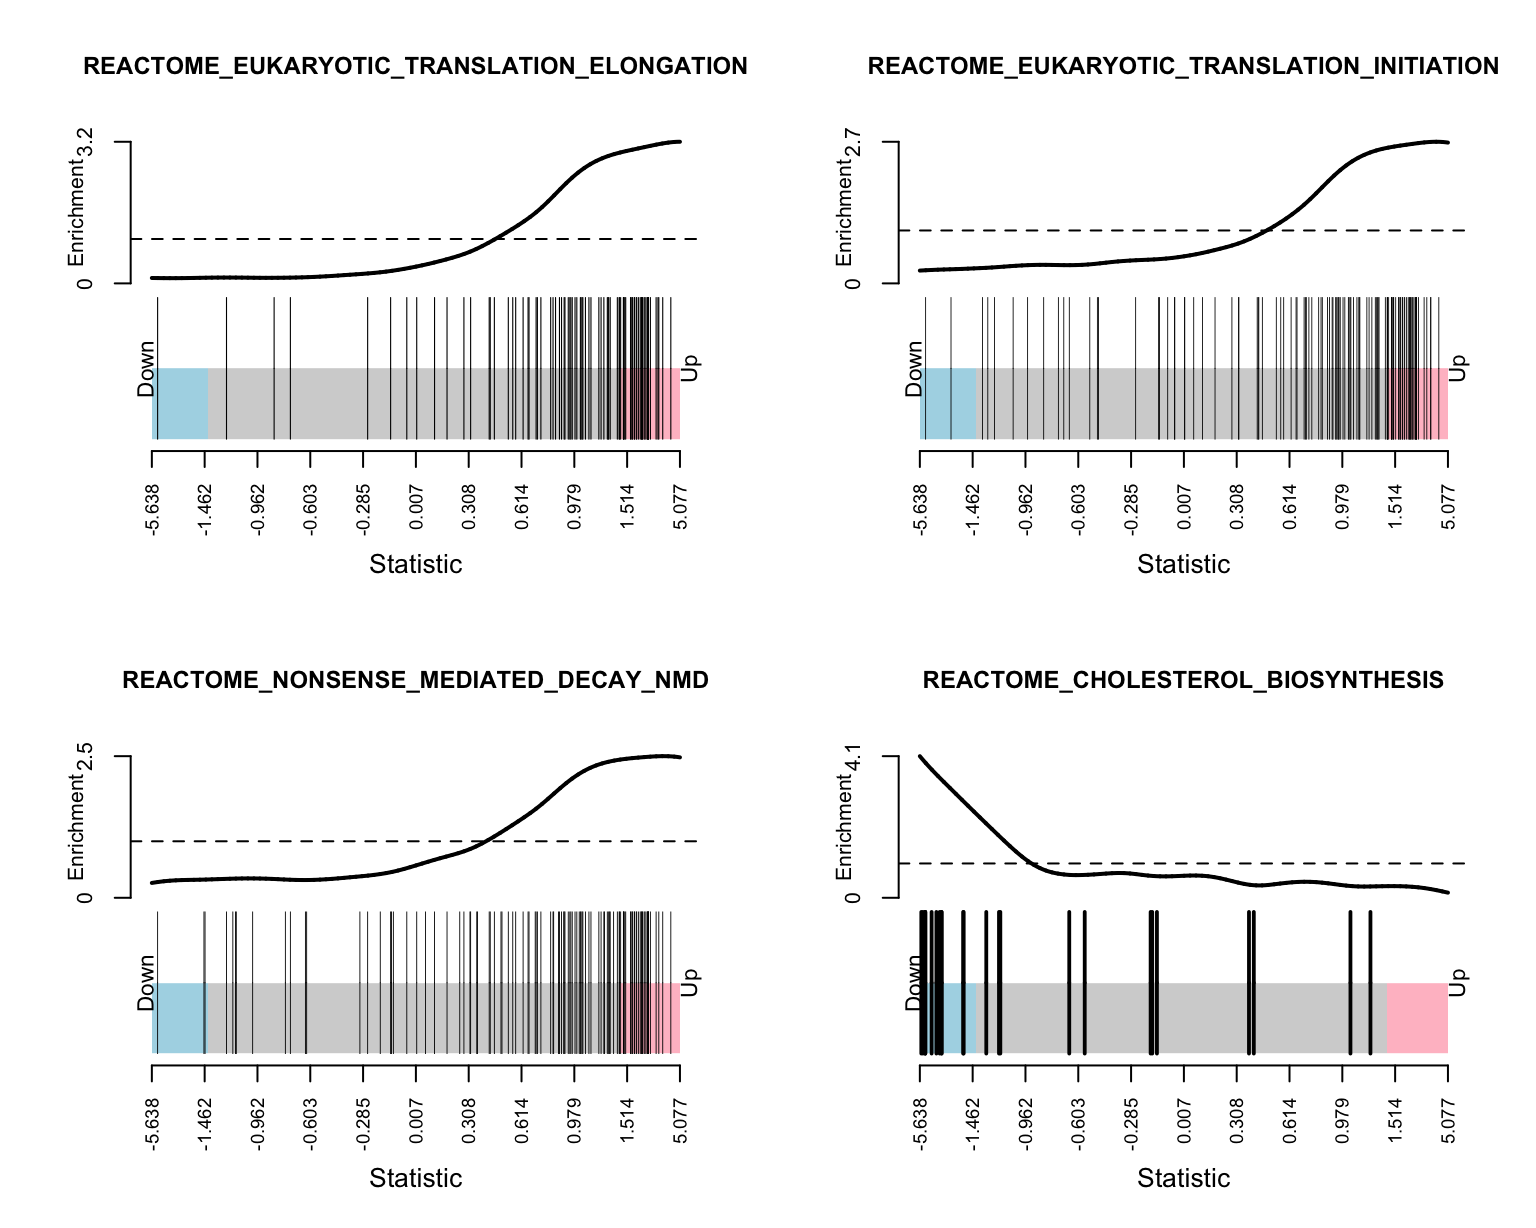 REACTOME_EUKARYOTIC_TRANSLATION_ELONGATION
Enrichment
0
3.2
Down
Up
-5.638
-1.462
-0.962
-0.603
-0.285
0.007
0.308
0.614
0.979
1.514
5.077
Statistic
REACTOME_EUKARYOTIC_TRANSLATION_INITIATION
Enrichment
0
2.7
Down
Up
-5.638
-1.462
-0.962
-0.603
-0.285
0.007
0.308
0.614
0.979
1.514
5.077
Statistic
REACTOME_NONSENSE_MEDIATED_DECAY_NMD
Enrichment
0
2.5
Down
Up
-5.638
-1.462
-0.962
-0.603
-0.285
0.007
0.308
0.614
0.979
1.514
5.077
Statistic
REACTOME_CHOLESTEROL_BIOSYNTHESIS
Enrichment
0
4.1
Down
Up
-5.638
-1.462
-0.962
-0.603
-0.285
0.007
0.308
0.614
0.979
1.514
5.077
Statistic